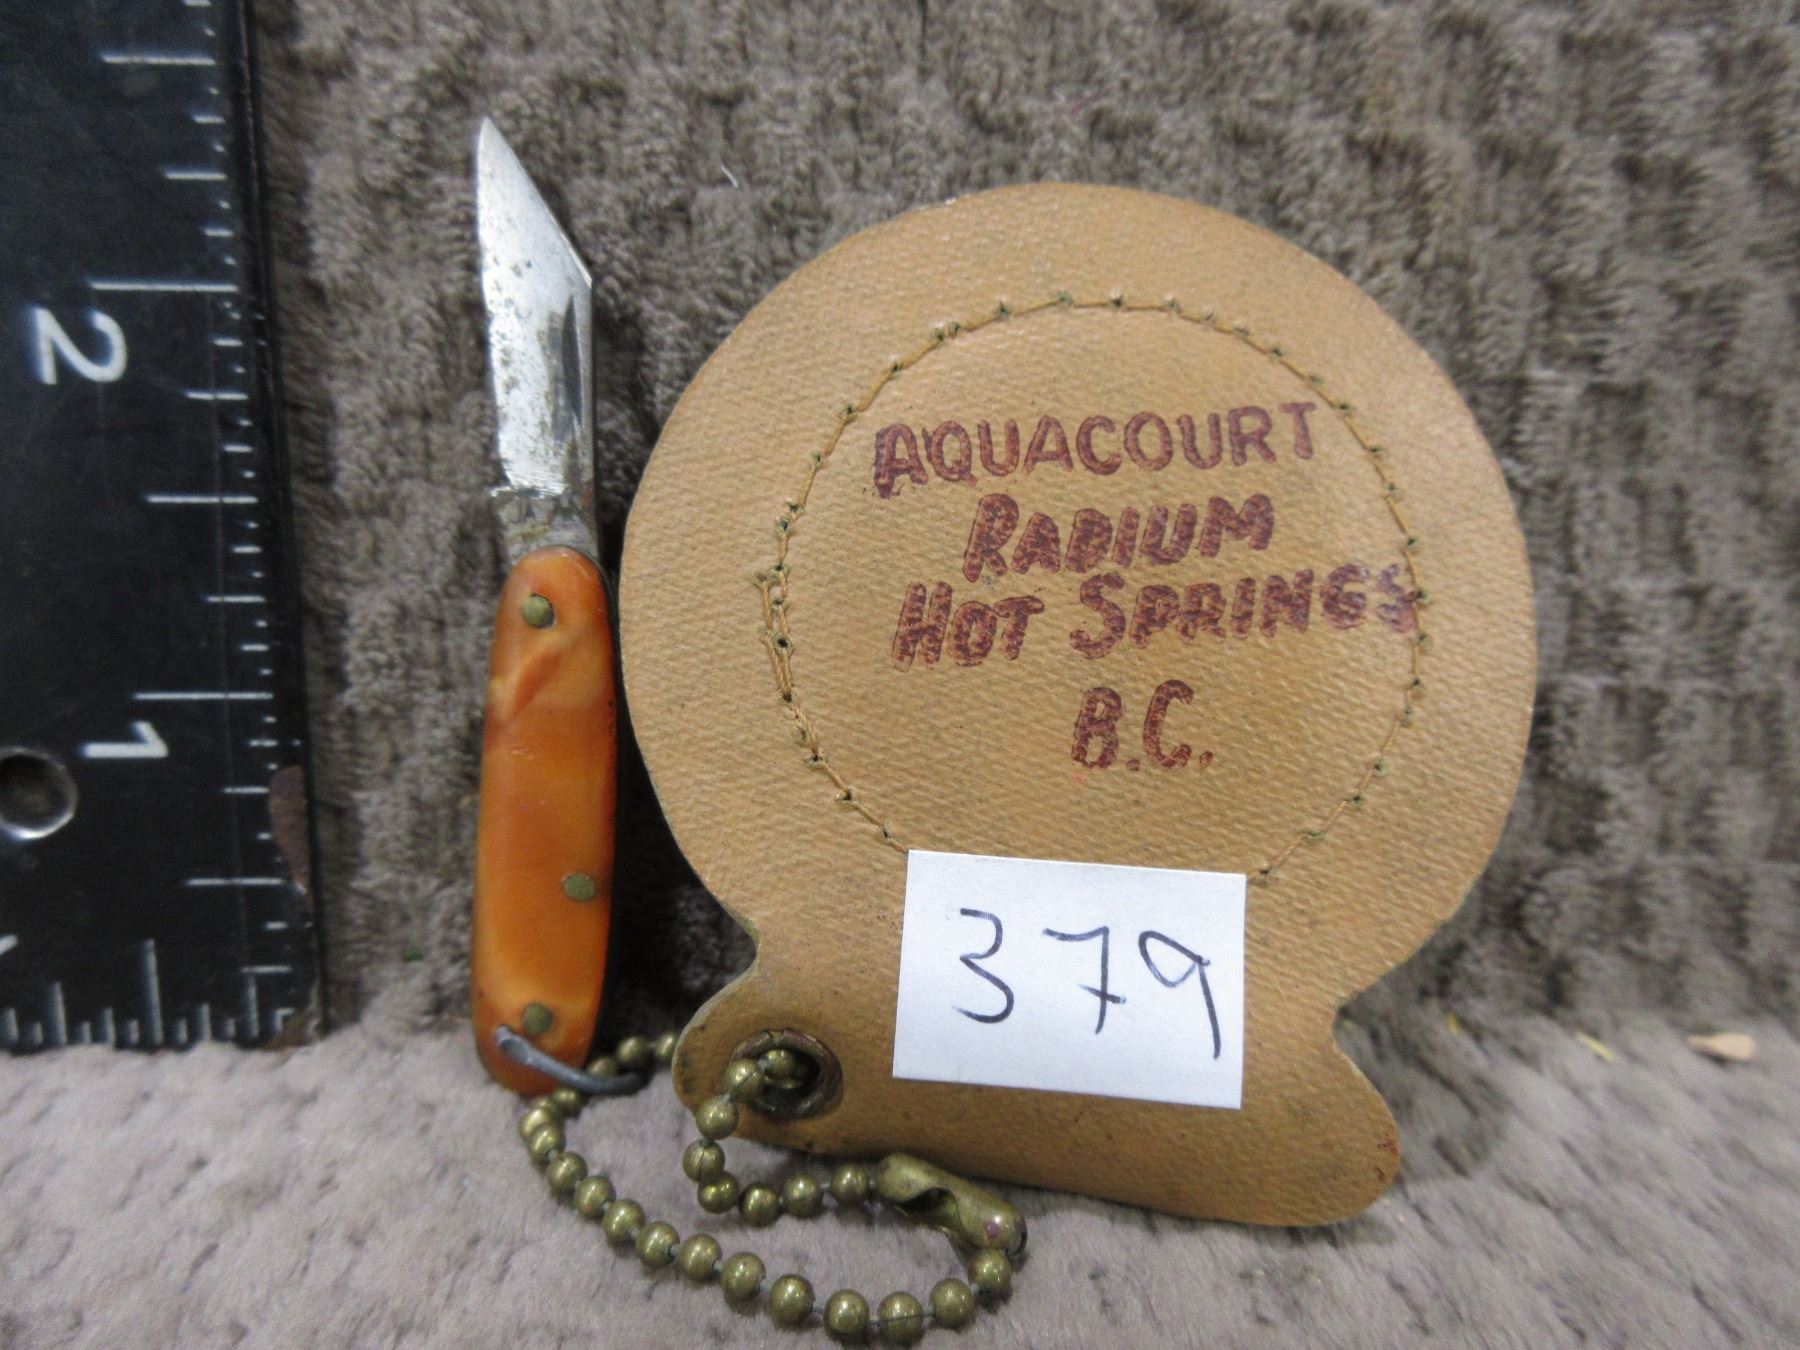 2
1
AQUACOURT
RADIUM
HOT SPRINGS
B.C.
379